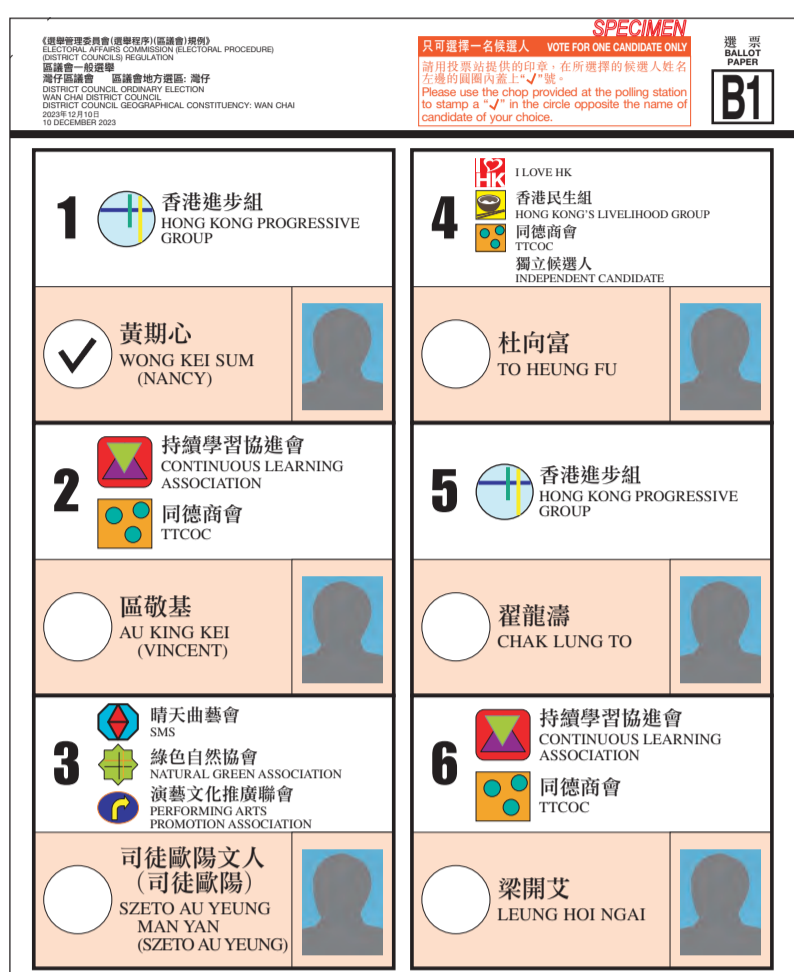 《選舉管理委員會(選舉程序)(區議會)規例》
ELECTORAL AFFAIRS COMMISSION (ELECTORAL PROCEDURE)
(DISTRICT COUNCILS) REGULATION
區議會一般選舉
灣仔區議會 區議會地方選區: 灣仔
DISTRICT COUNCIL ORDINARY ELECTION
WAN CHAI DISTRICT COUNCIL
DISTRICT COUNCIL GEOGRAPHICAL CONSTITUENCY: WAN CHAI
2023年12月10日
10 DECEMBER 2023
SPECIMEN
只可選擇一名候選人 VOTE FOR ONE CANDIDATE ONLY
請用投票站提供的印章，在所選擇的候選人姓名
左邊的圓圈內蓋上“✓”號。
Please use the chop provided at the polling station
to stamp a “✓” in the circle opposite the name of
candidate of your choice.
選 票
BALLOT
PAPER
B1
1
香港進步組
HONG KONG PROGRESSIVE
GROUP
✓
黃期心
WONG KEI SUM
(NANCY)
2
持續學習協進會
CONTINUOUS LEARNING
ASSOCIATION
同德商會
TTCOC
區敬基
AU KING KEI
(VINCENT)
3
晴天曲藝會
SMS
綠色自然協會
NATURAL GREEN ASSOCIATION
演藝文化推廣聯會
PERFORMING ARTS
PROMOTION ASSOCIATION
司徒歐陽文人
(司徒歐陽)
SZETO AU YEUNG
MAN YAN
(SZETO AU YEUNG)
4
HK
I LOVE HK
香港民生組
HONG KONG'S LIVELIHOOD GROUP
同德商會
TTCOC
獨立候選人
INDEPENDENT CANDIDATE
杜向富
TO HEUNG FU
5
香港進步組
HONG KONG PROGRESSIVE
GROUP
翟龍濤
CHAK LUNG TO
6
持續學習協進會
CONTINUOUS LEARNING
ASSOCIATION
同德商會
TTCOC
梁開艾
LEUNG HOI NGAI